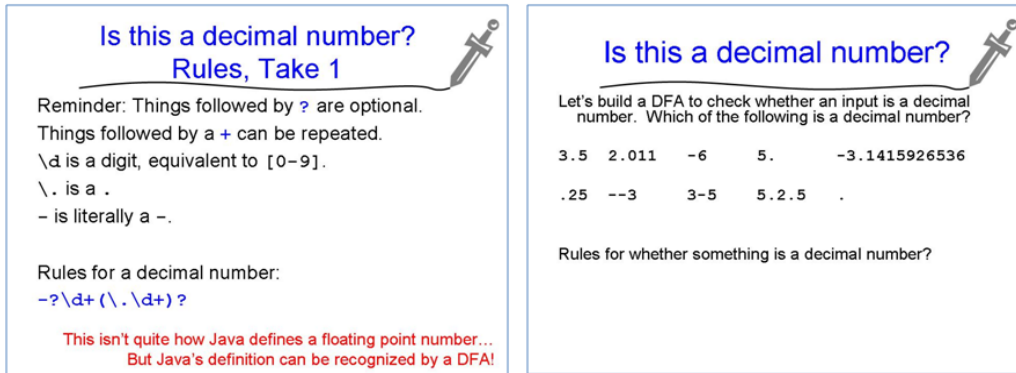 Is this a decimal number?
Rules, Take 1
Reminder: Things followed by ? are optional.
Things followed by a + can be repeated.
\d is a digit, equivalent to [0-9].
\. is a .
- is literally a -.
Rules for a decimal number:
-?\d+(\.\d+)?
This isn't quite how Java defines a floating point number…
But Java's definition can be recognized by a DFA!
Is this a decimal number?
Let's build a DFA to check whether an input is a decimal
number. Which of the following is a decimal number?
3.5 2.011 -6 5. -3.1415926536
.25 --3 3-5 5.2.5 .
Rules for whether something is a decimal number?